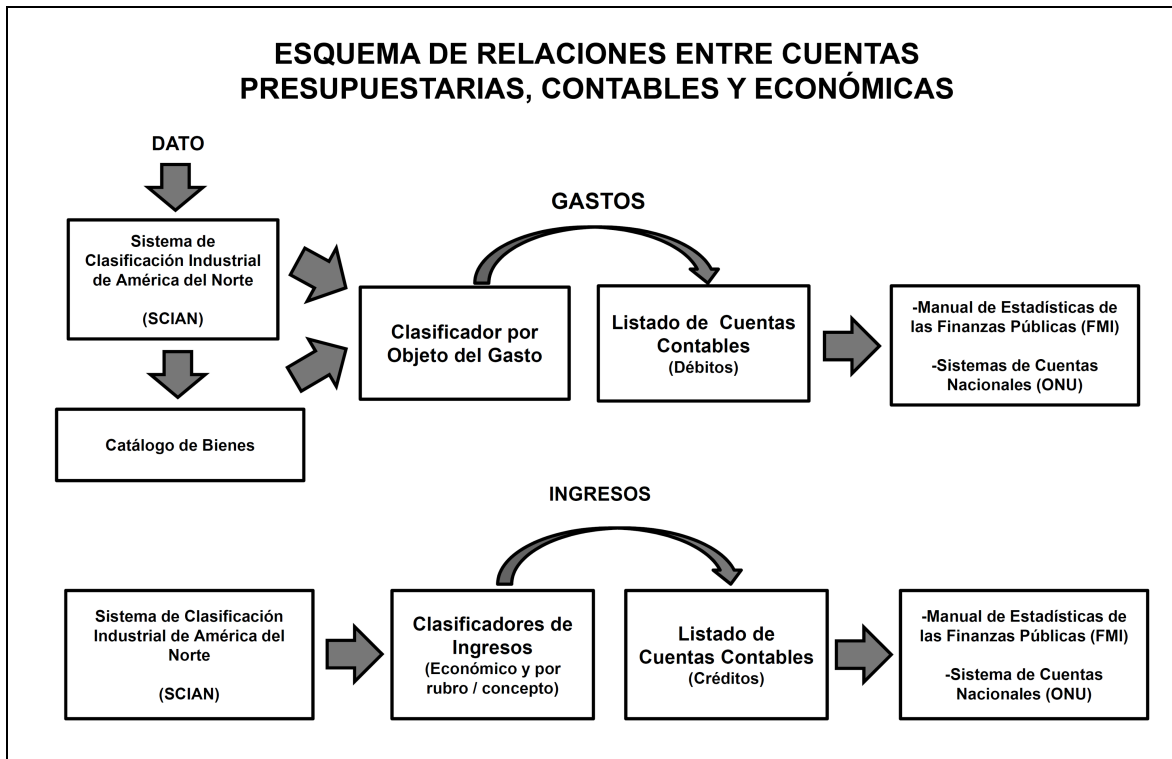 ESQUEMA DE RELACIONES ENTRE CUENTAS
PRESUPUESTARIAS, CONTABLES Y ECONÓMICAS
DATO
GASTOS
Sistema de
Clasificación Industrial
de América del Norte
(SCIAN)
Clasificador por
Objeto del Gasto
Listado de Cuentas
Contables
(Débitos)
-Manual de Estadísticas de
las Finanzas Públicas (FMI)
-Sistemas de Cuentas
Nacionales (ONU)
Catálogo de Bienes
INGRESOS
Sistema de Clasificación
Industrial de América del
Norte
(SCIAN)
Clasificadores de
Ingresos
(Económico y por
rubro / concepto)
Listado de
Cuentas Contables
(Créditos)
-Manual de Estadísticas de
las Finanzas Públicas (FMI)
-Sistema de Cuentas
Nacionales (ONU)